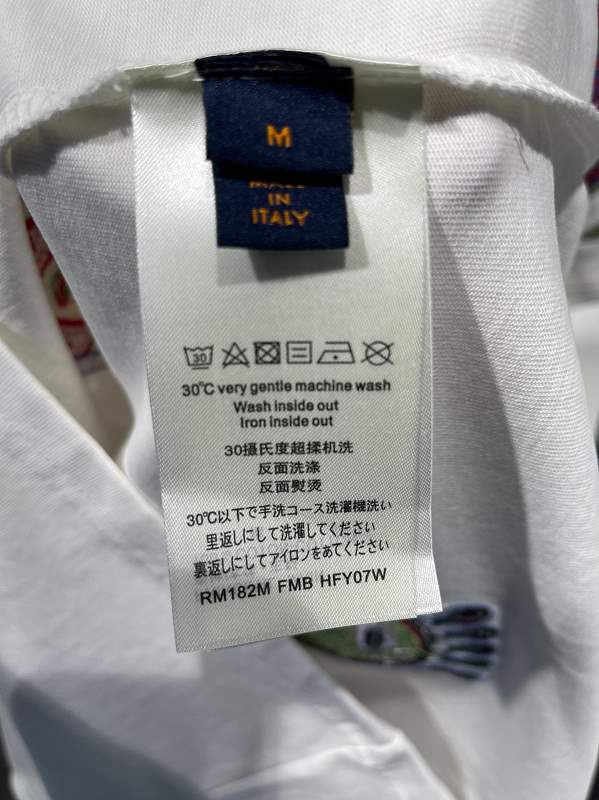 M
MADE
IN
ITALY
30
30℃ very gentle machine wash
Wash inside out
Iron inside out
30摄氏度超揉机洗
反面洗涤
反面熨烫
30℃以下で手洗コース洗濯機洗い
里返しにして洗濯してください
裏返しにしてアイロンをあてください
RM182M FMB HFY07W